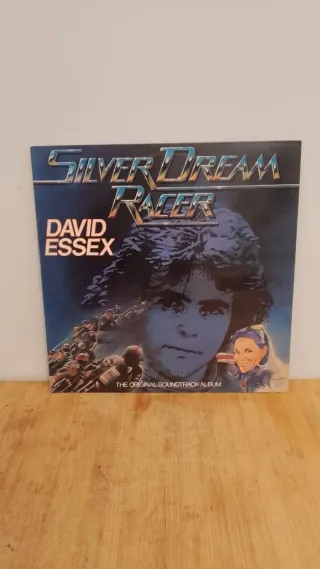 SILVER DREAM
RACER
DAVID
ESSEX
THE ORIGINAL SOUNDTRACK ALBUM